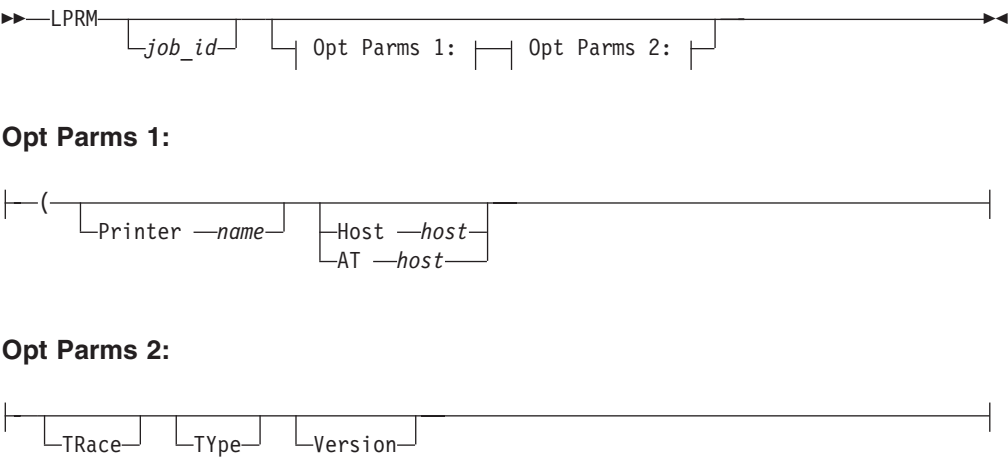 LPRM
job_id
Opt Parms 1: Opt Parms 2:
Opt Parms 1:
(
Printer name Host host
AT host
Opt Parms 2:
TRace TYpe Version